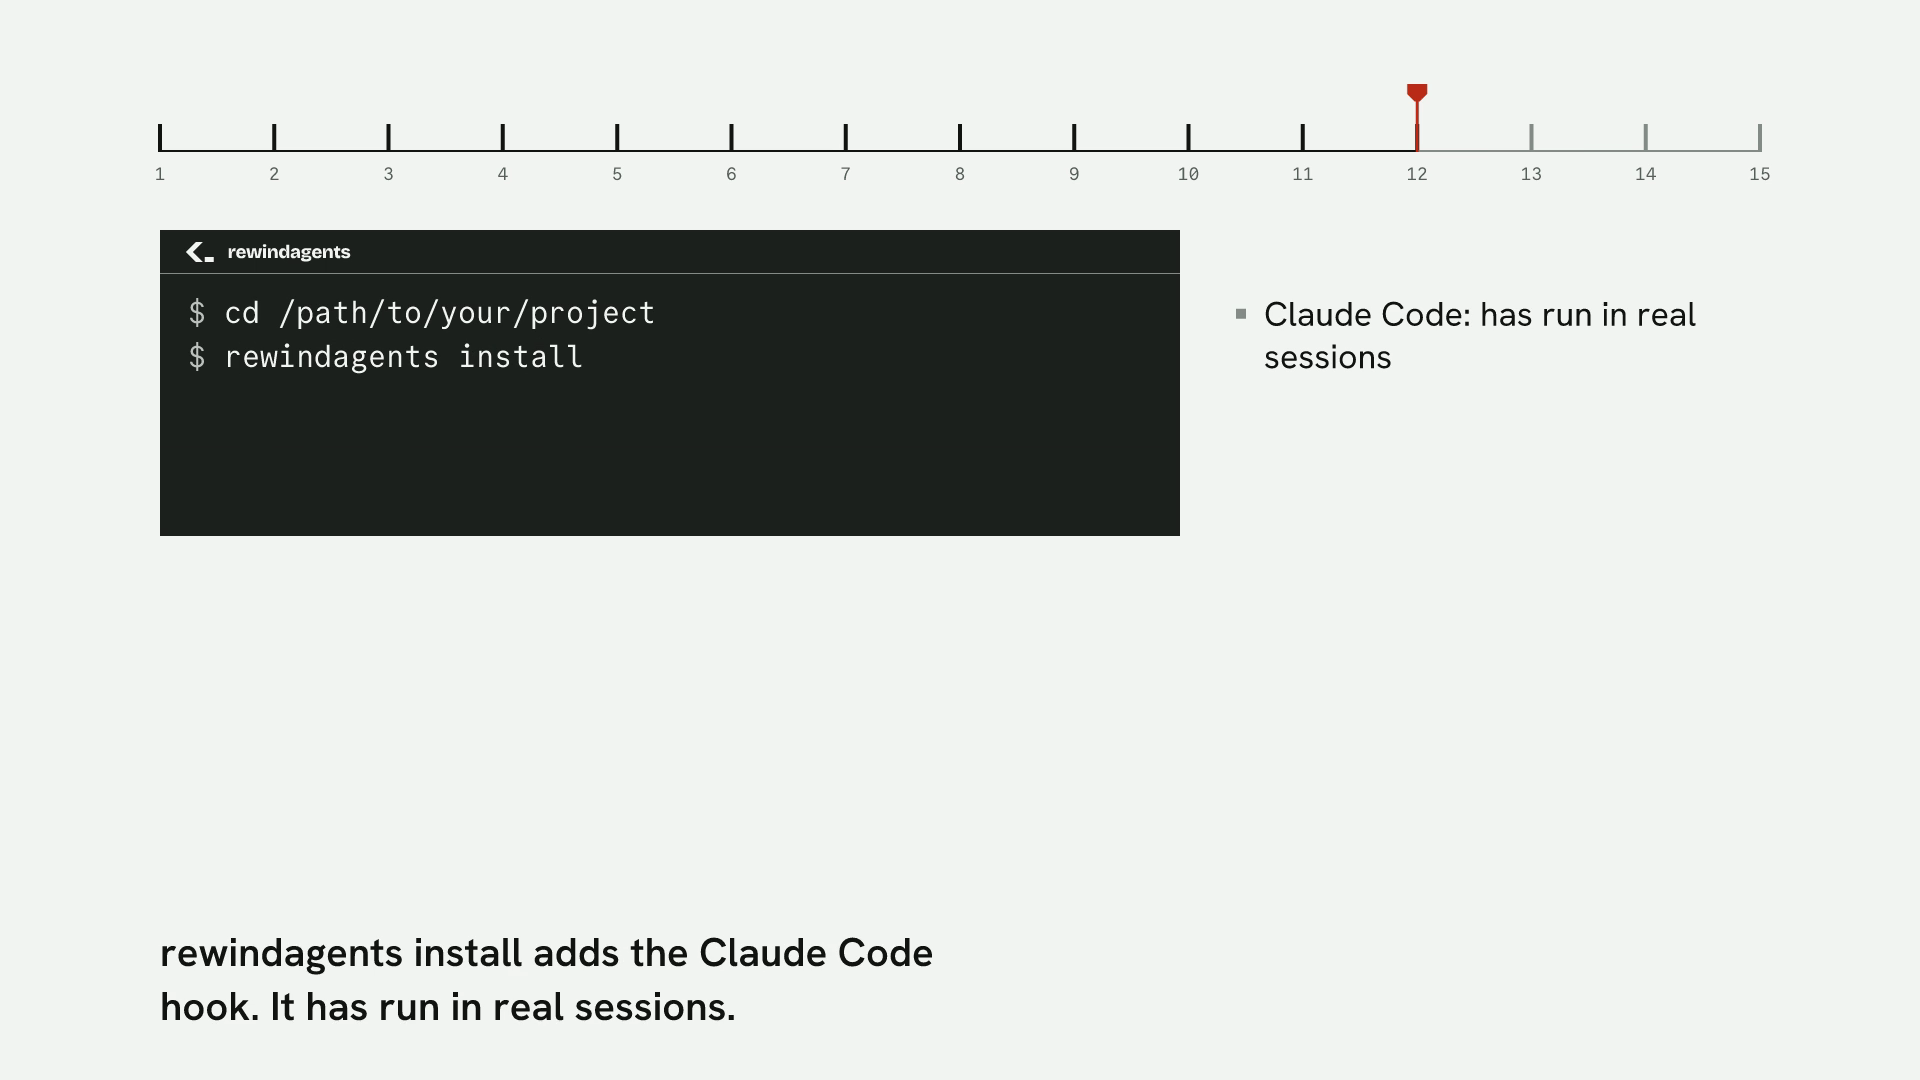 1 2 3 4 5 6 7 8 9 10 11 12 13 14 15
rewindagents
$ cd /path/to/your/project
$ rewindagents install
Claude Code: has run in real
sessions
rewindagents install adds the Claude Code
hook. It has run in real sessions.